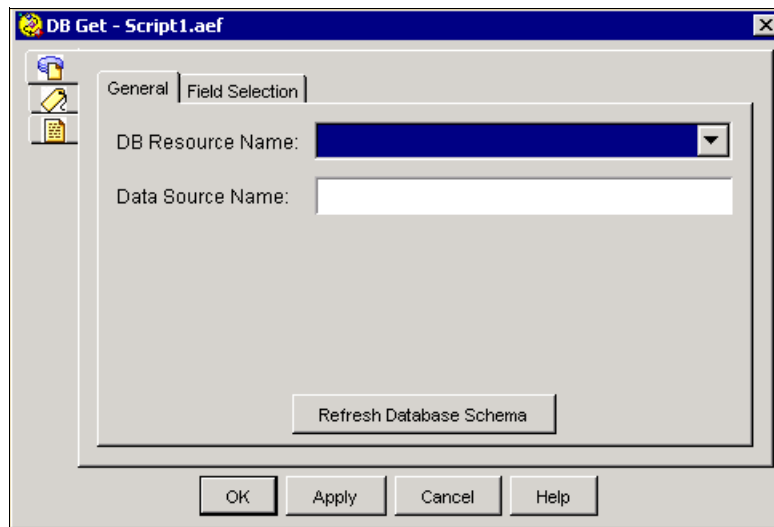 DB Get - Script1.aef
General Field Selection
DB Resource Name:
Data Source Name:
Refresh Database Schema
OK Apply Cancel Help